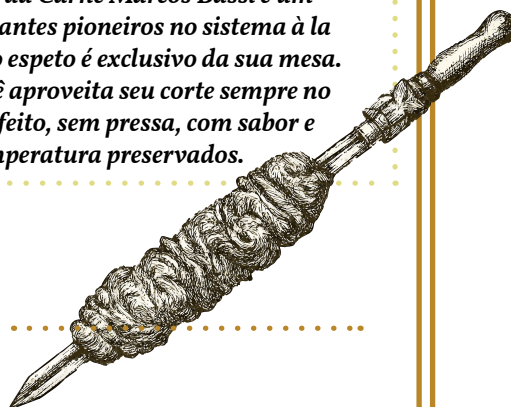 da Carne Marcos Bassi é um
antes pioneiros no sistema à la
o espeto é exclusivo da sua mesa.
ê aproveita seu corte sempre no
feito, sem pressa, com sabor e
mperatura preservados.